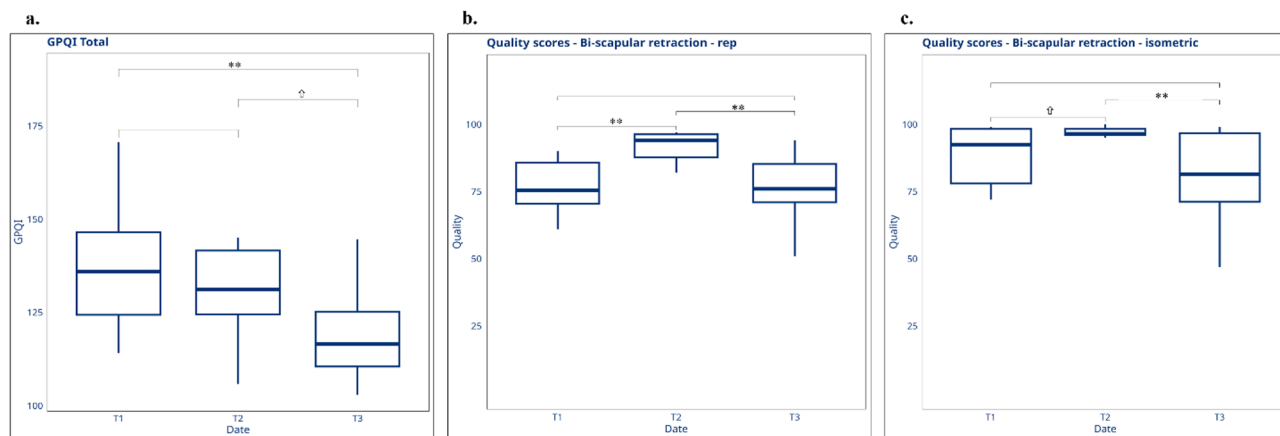 a.
GPQI Total
**
⇧
175
150
125
100
GPQI
T1 T2 T3
Date
b.
Quality scores - Bi-scapular retraction - rep
** **
100
75
50
25
Quality
T1 T2 T3
Date
c.
Quality scores - Bi-scapular retraction - isometric
⇧ **
100
75
50
25
Quality
T1 T2 T3
Date